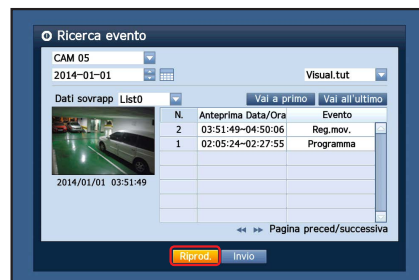 Ricerca evento
CAM 05
2014-01-01 Visual.tut
Dati sovrapp List0 Vai a primo Vai all'ultimo
N. Anteprima Data/Ora Evento
2 03:51:49~04:50:06 Reg.mov.
1 02:05:24~02:27:55 Programma
2014/01/01 03:51:49
Pagina preced/successiva
Riprod. Invio